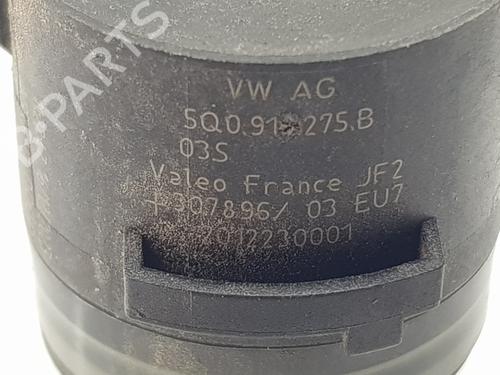 B-PARTS
VW AG
5Q0.919.275.B
03S
Valeo France JF2
307896/ 03 EU7
2012230001